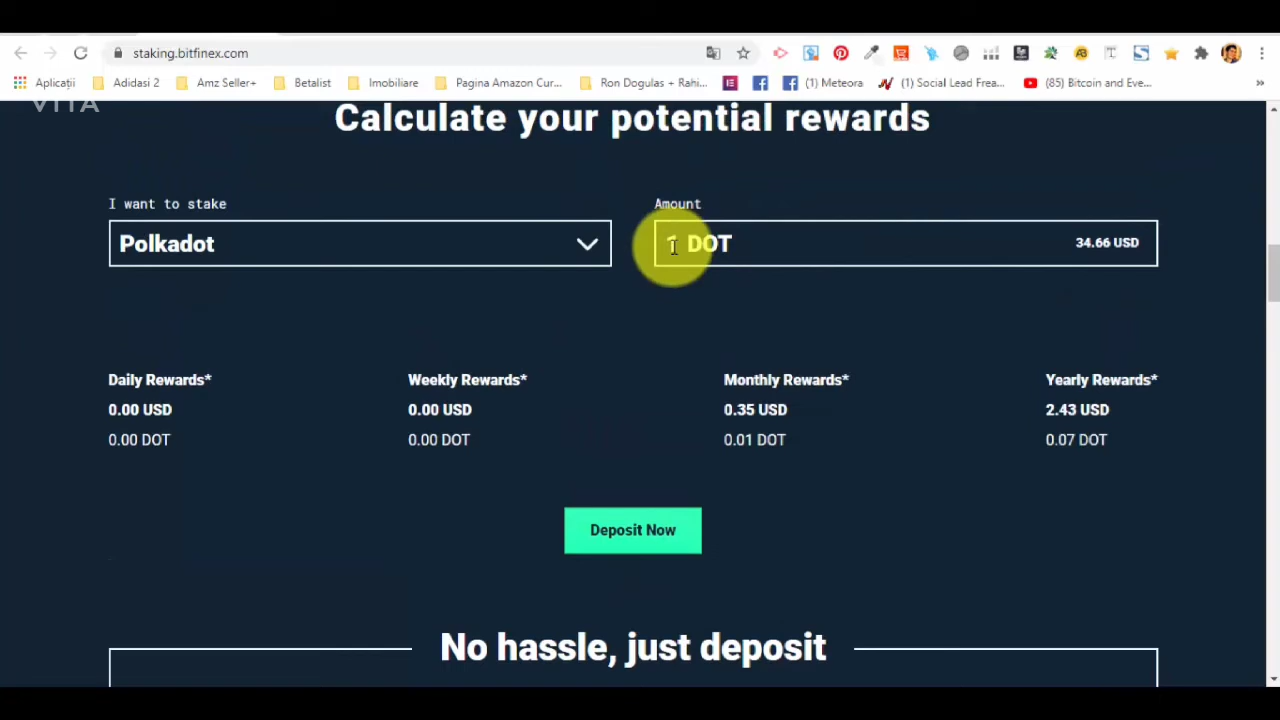 staking.bitfinex.com
Aplicații Adidasi 2 Amz Seller+ Betalist Imobiliare Pagina Amazon Cur... Ron Dogulas + Rahi... (1) Meteora (1) Social Lead Frea... (85) Bitcoin and Eve... »
VITA
Calculate your potential rewards
I want to stake Amount
Polkadot 1 DOT 34.66 USD
Daily Rewards* Weekly Rewards* Monthly Rewards* Yearly Rewards*
0.00 USD 0.00 USD 0.35 USD 2.43 USD
0.00 DOT 0.00 DOT 0.01 DOT 0.07 DOT
Deposit Now
No hassle, just deposit